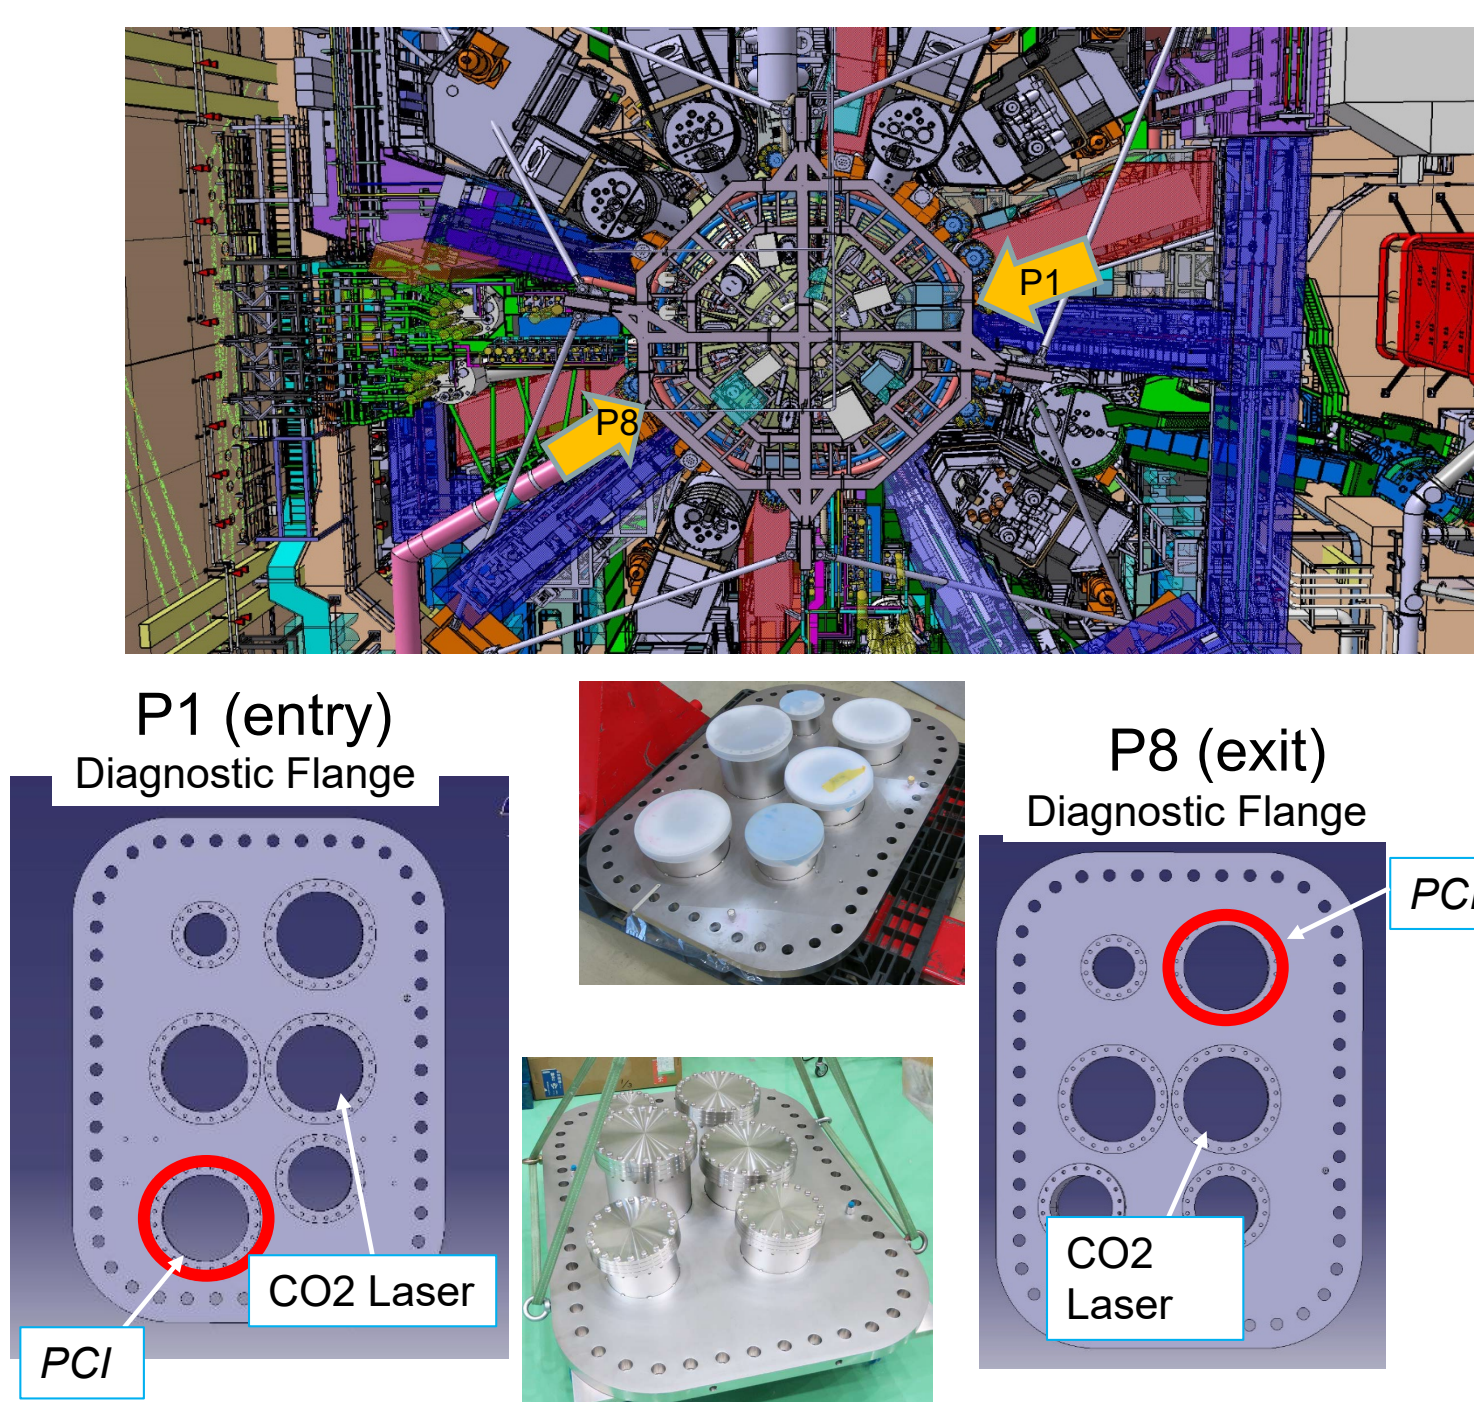 P1
P8
P1 (entry)
Diagnostic Flange
P8 (exit)
Diagnostic Flange
PCI
CO2 Laser
PCI
CO2
Laser